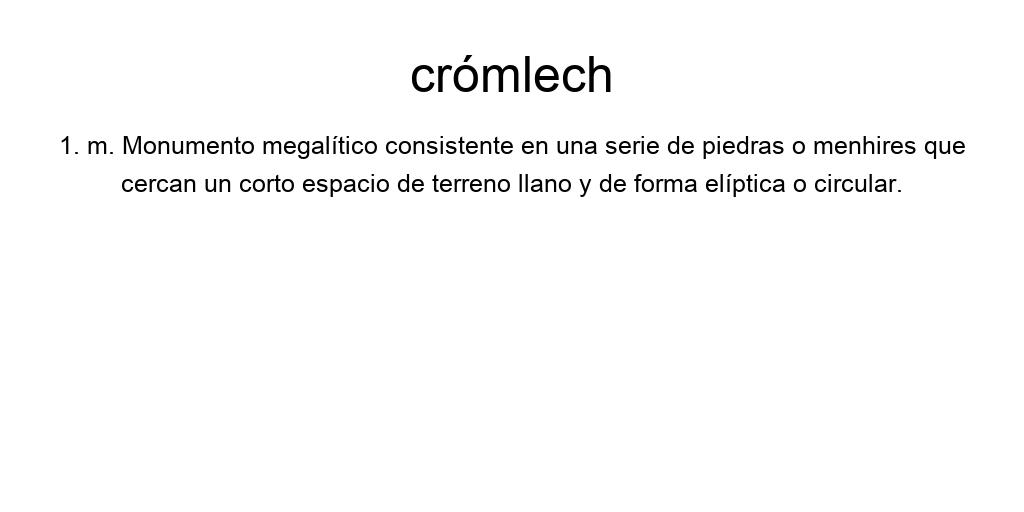 crómlech
1. m. Monumento megalítico consistente en una serie de piedras o menhires que
cercan un corto espacio de terreno llano y de forma elíptica o circular.